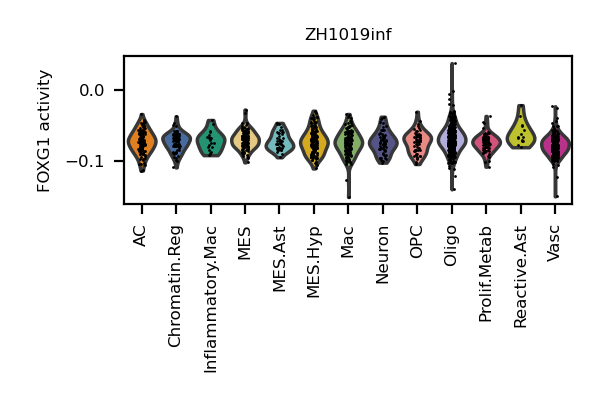 ZH1019inf
FOXG1 activity
0.0
−0.1
AC
Chromatin.Reg
Inflammatory.Mac
MES
MES.Ast
MES.Hyp
Mac
Neuron
OPC
Oligo
Prolif.Metab
Reactive.Ast
Vasc